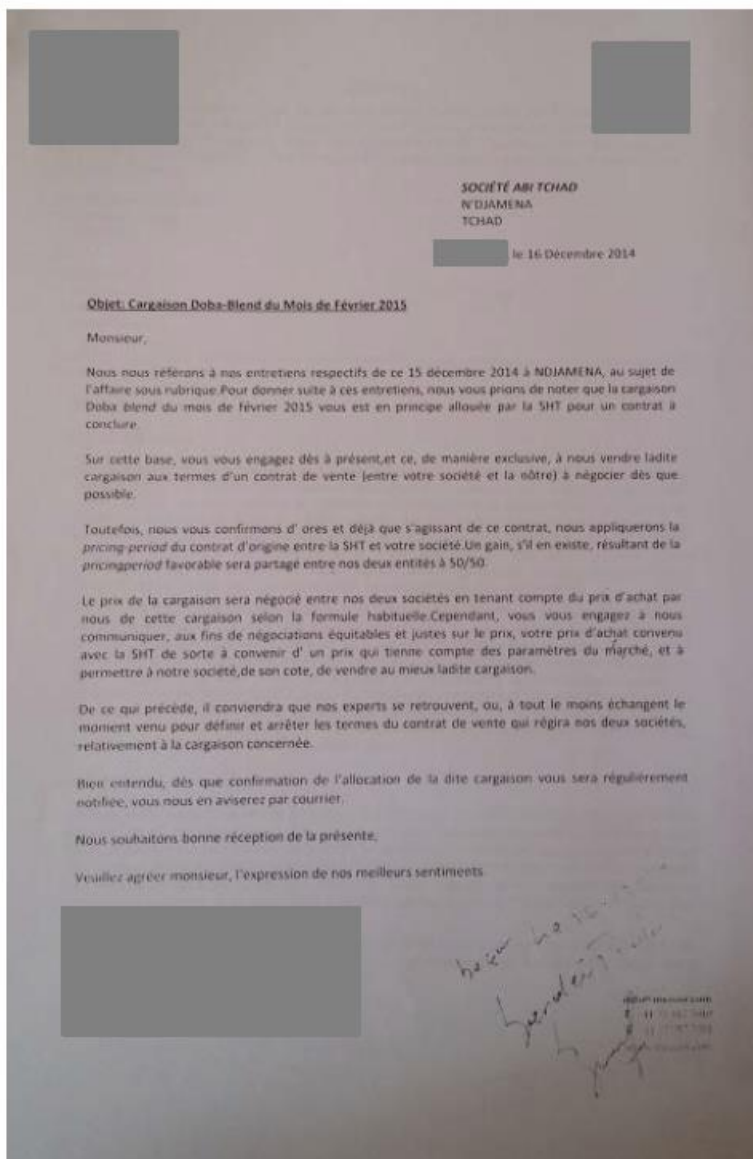 SOCIÉTÉ ABI TCHAD
N'DJAMENA
TCHAD
le 16 Décembre 2014
Objet: Cargaison Doba-Blend du Mois de Février 2015
Monsieur,
Nous nous référons à nos entretiens respectifs de ce 15 décembre 2014 à NDJAMENA, au sujet de
l'affaire sous rubrique.Pour donner suite à ces entretiens, nous vous prions de noter que la cargaison
Doba blend du mois de février 2015 vous est en principe allouée par la SHT pour un contrat à
conclure.
Sur cette base, vous vous engagez dès à présent,et ce, de manière exclusive, à nous vendre ladite
cargaison aux termes d'un contrat de vente (entre votre société et la nôtre) à négocier dès que
possible.
Toutefois, nous vous confirmons d' ores et déjà que s'agissant de ce contrat, nous appliquerons la
pricing-period du contrat d'origine entre la SHT et votre société.Un gain, s'il en existe, résultant de la
pricingperiod favorable sera partagé entre nos deux entités à 50/50.
Le prix de la cargaison sera négocié entre nos deux sociétés en tenant compte du prix d'achat par
nous de cette cargaison selon la formule habituelle.Cependant, vous vous engagez à nous
communiquer, aux fins de négociations équitables et justes sur le prix, votre prix d'achat convenu
avec la SHT de sorte à convenir d' un prix qui tienne compte des paramètres du marché, et à
permettre à notre société,de son cote, de vendre au mieux ladite cargaison.
De ce qui précède, il conviendra que nos experts se retrouvent, ou, à tout le moins échangent le
moment venu pour définir et arrêter les termes du contrat de vente qui régira nos deux sociétés,
relativement à la cargaison concernée.
Bien entendu, dès que confirmation de l'allocation de la dite cargaison vous sera régulièrement
notifiée, vous nous en aviserez par courrier.
Nous souhaitons bonne réception de la présente,
Veuillez agréer monsieur, l'expression de nos meilleurs sentiments